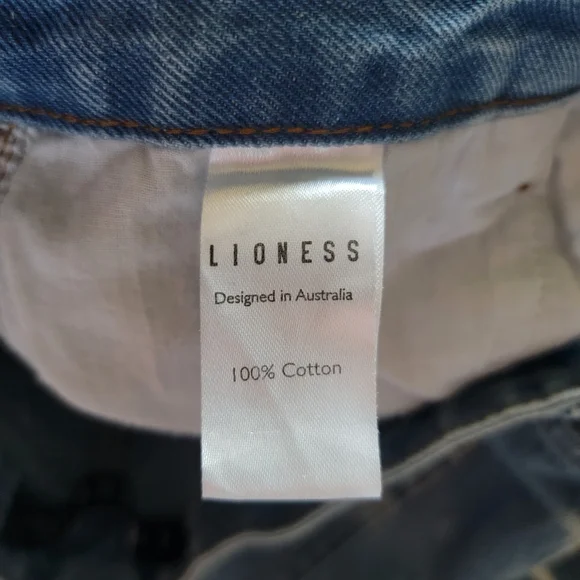 LIONESS
Designed in Australia
100% Cotton